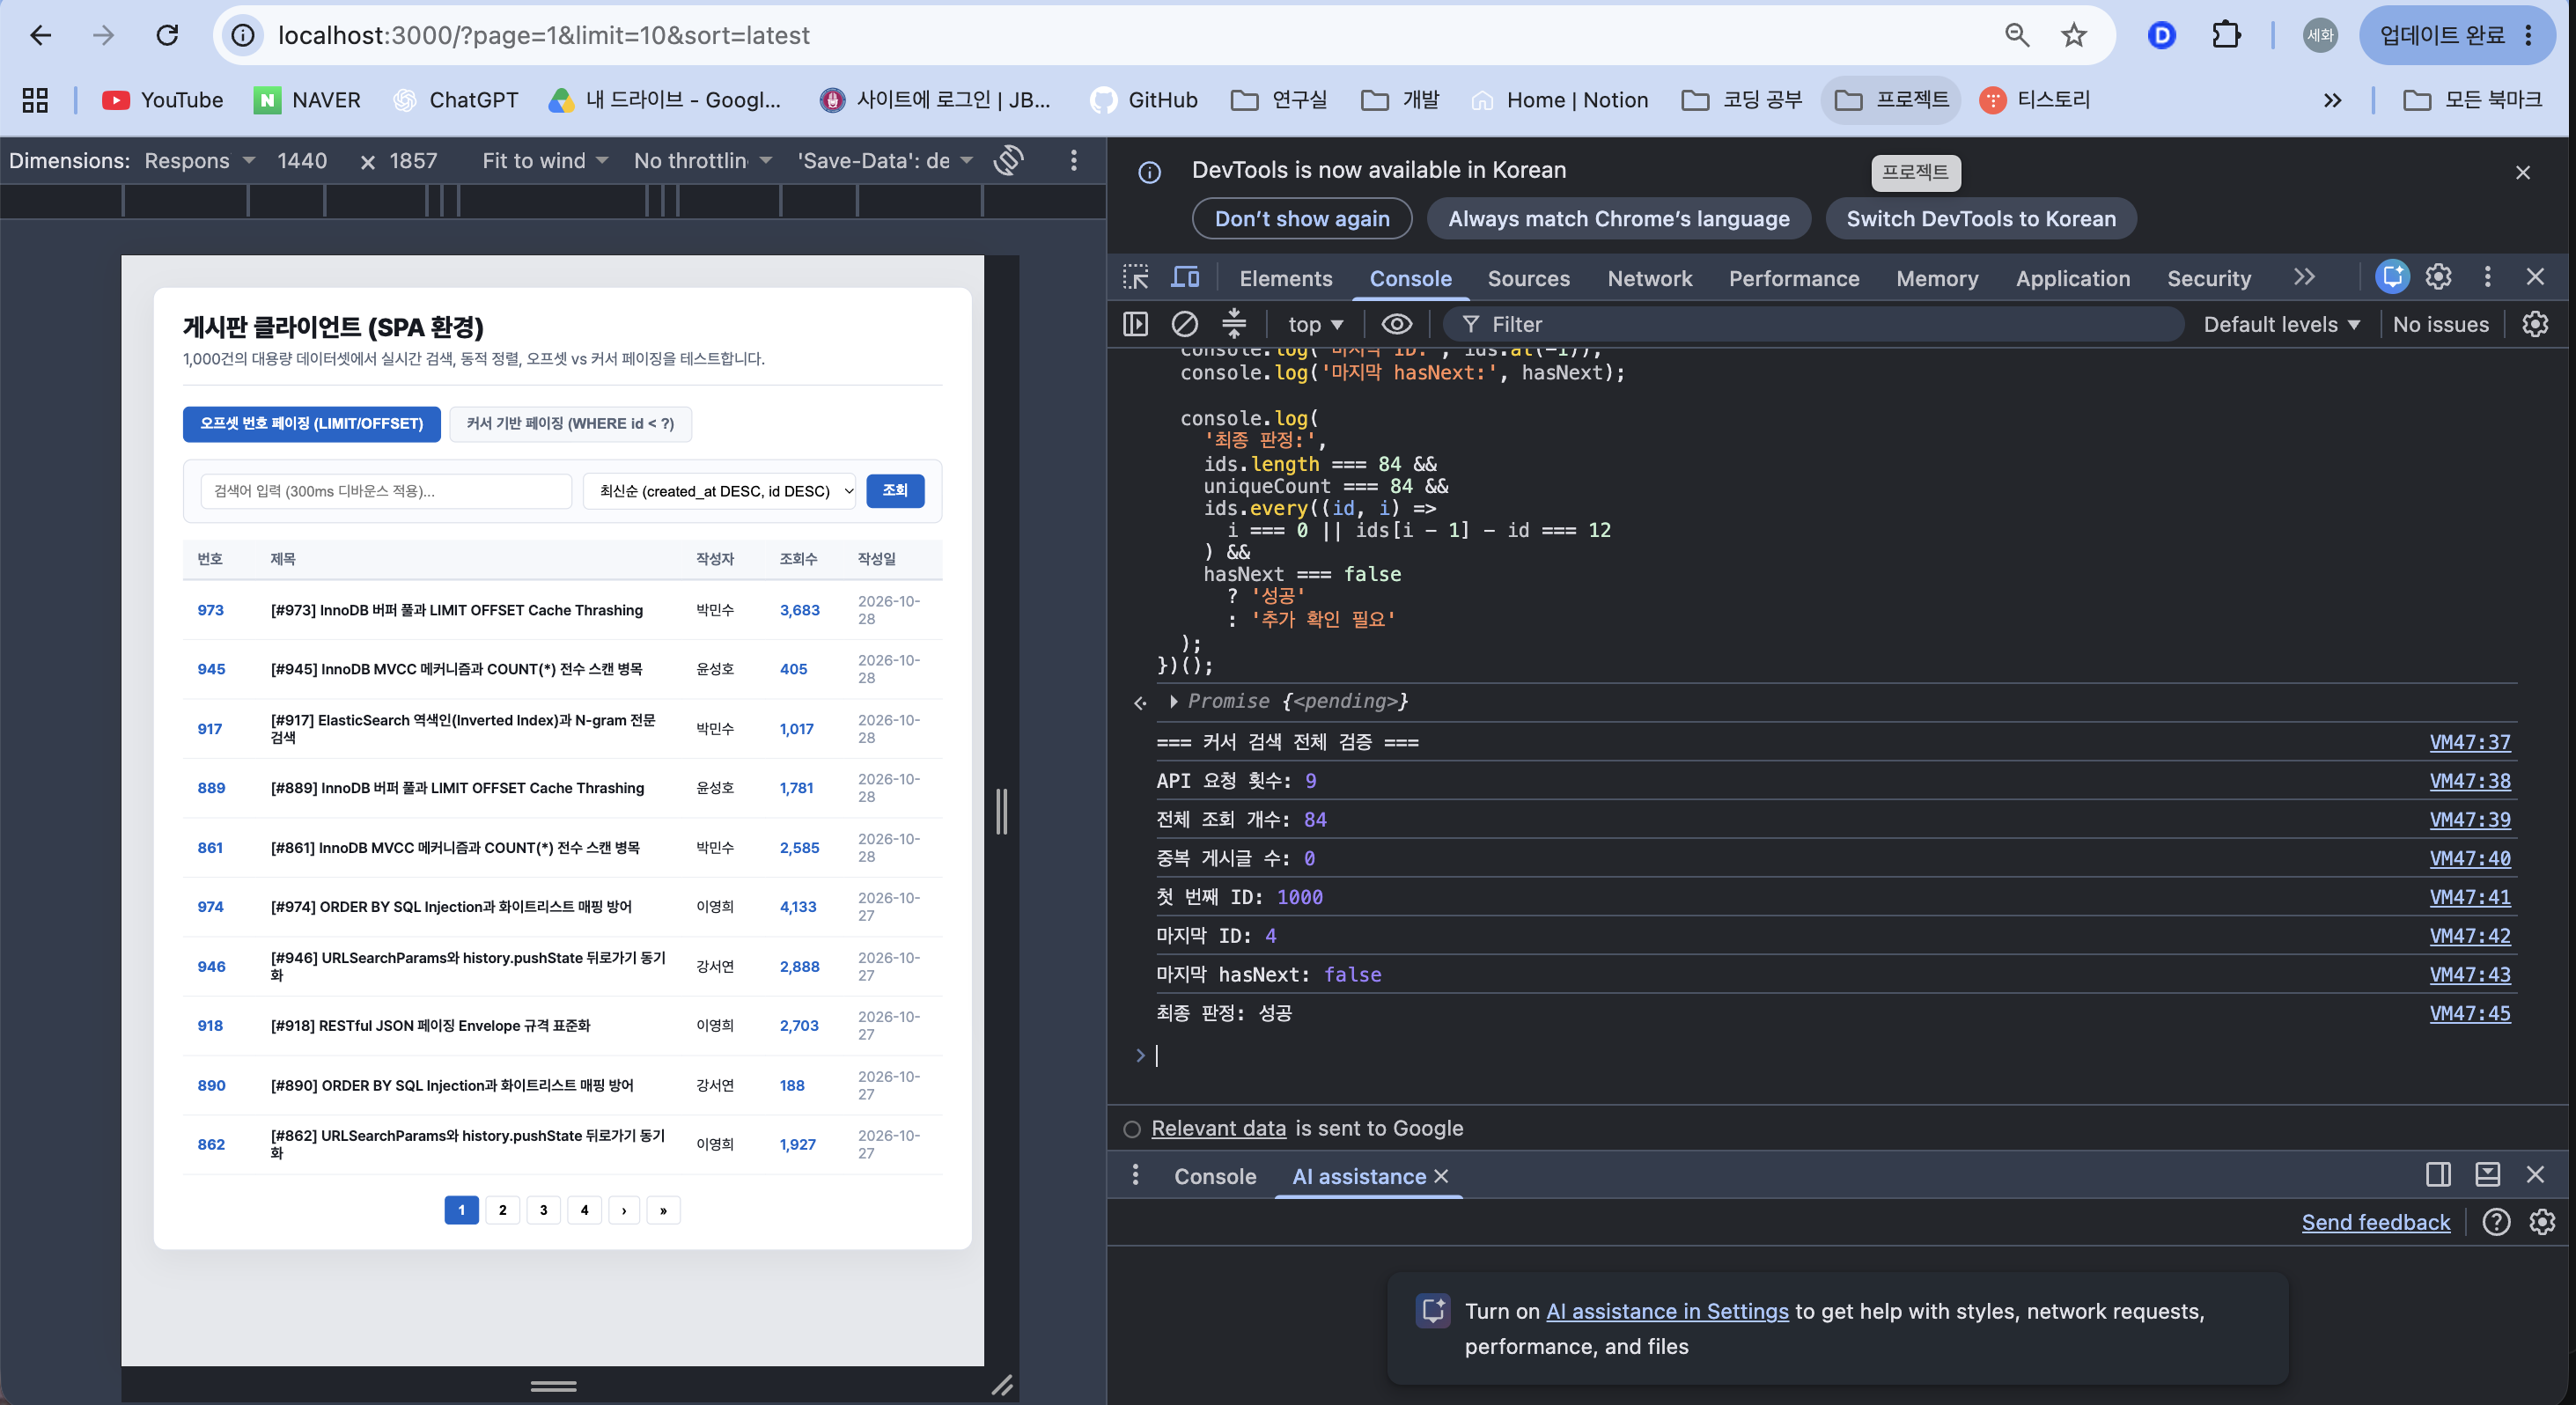 localhost:3000/?page=1&limit=10&sort=latest
세화
업데이트 완료
YouTube
NAVER
ChatGPT
내 드라이브 - Googl...
사이트에 로그인 | JB...
GitHub
연구실
개발
Home | Notion
코딩 공부
프로젝트
티스토리
모든 북마크
Dimensions: Respons 1440 × 1857 Fit to wind No throttlin 'Save-Data': de
DevTools is now available in Korean
프로젝트
Don't show again
Always match Chrome's language
Switch DevTools to Korean
Elements Console Sources Network Performance Memory Application Security
top Filter Default levels No issues
게시판 클라이언트 (SPA 환경)
1,000건의 대용량 데이터셋에서 실시간 검색, 동적 정렬, 오프셋 vs 커서 페이징을 테스트합니다.
오프셋 번호 페이징 (LIMIT/OFFSET)
커서 기반 페이징 (WHERE id < ?)
검색어 입력 (300ms 디바운스 적용)...
최신순 (created_at DESC, id DESC)
조회
번호 제목 작성자 조회수 작성일
973 [#973] InnoDB 버퍼 풀과 LIMIT OFFSET Cache Thrashing 박민수 3,683 2026-10-
28
945 [#945] InnoDB MVCC 메커니즘과 COUNT(*) 전수 스캔 병목 윤성호 405 2026-10-
28
917 [#917] ElasticSearch 역색인(Inverted Index)과 N-gram 전문 박민수 1,017 2026-10-
검색 28
889 [#889] InnoDB 버퍼 풀과 LIMIT OFFSET Cache Thrashing 윤성호 1,781 2026-10-
28
861 [#861] InnoDB MVCC 메커니즘과 COUNT(*) 전수 스캔 병목 박민수 2,585 2026-10-
28
974 [#974] ORDER BY SQL Injection과 화이트리스트 매핑 방어 이영희 4,133 2026-10-
27
946 [#946] URLSearchParams와 history.pushState 뒤로가기 동기 강서연 2,888 2026-10-
화 27
918 [#918] RESTful JSON 페이징 Envelope 규격 표준화 이영희 2,703 2026-10-
27
890 [#890] ORDER BY SQL Injection과 화이트리스트 매핑 방어 강서연 188 2026-10-
27
862 [#862] URLSearchParams와 history.pushState 뒤로가기 동기 이영희 1,927 2026-10-
화 27
1 2 3 4 › »
console.log('마지막 ID:', ids.at(-1));
console.log('마지막 hasNext:', hasNext);
console.log(
'최종 판정:',
ids.length === 84 &&
uniqueCount === 84 &&
ids.every((id, i) =>
i === 0 || ids[i - 1] - id === 12
) &&
hasNext === false
? '성공'
: '추가 확인 필요'
);
})();
Promise {<pending>}
=== 커서 검색 전체 검증 === VM47:37
API 요청 횟수: 9 VM47:38
전체 조회 개수: 84 VM47:39
중복 게시글 수: 0 VM47:40
첫 번째 ID: 1000 VM47:41
마지막 ID: 4 VM47:42
마지막 hasNext: false VM47:43
최종 판정: 성공 VM47:45
Relevant data is sent to Google
Console AI assistance
Send feedback
Turn on AI assistance in Settings to get help with styles, network requests,
performance, and files